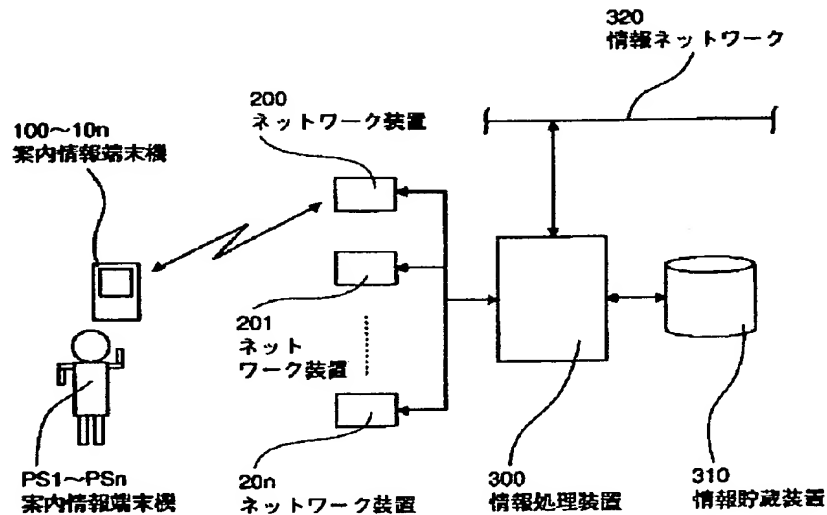 320
情報ネットワーク
200
ネットワーク装置
100~10n
案内情報端末機
201
ネット
ワーク装置
PS1~PSn
案内情報端末機
20n
ネットワーク装置
300
情報処理装置
310
情報貯蔵装置